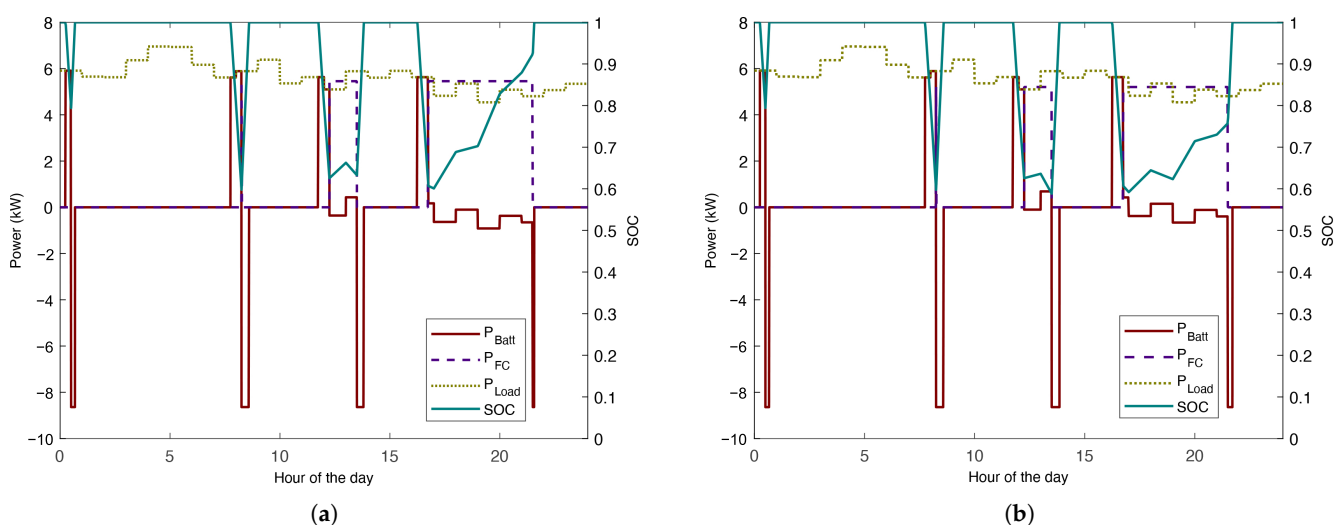 8
6
4
2
0
−2
−4
−6
−8
−10
Power (kW)
1
0.9
0.8
0.7
0.6
0.5
0.4
0.3
0.2
0.1
0
SOC
P_Batt
P_FC
P_Load
SOC
0 5 10 15 20
Hour of the day
(a)
8
6
4
2
0
−2
−4
−6
−8
−10
Power (kW)
1
0.9
0.8
0.7
0.6
0.5
0.4
0.3
0.2
0.1
0
SOC
P_Batt
P_FC
P_Load
SOC
0 5 10 15 20
Hour of the day
(b)